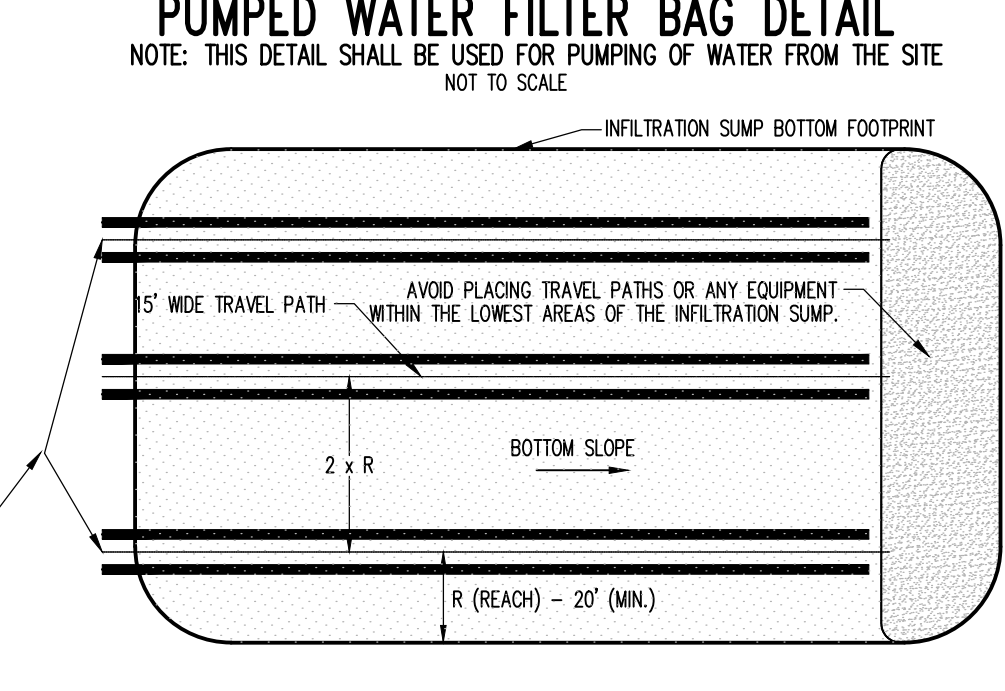 PUMPED WATER FILTER BAG DETAIL
NOTE: THIS DETAIL SHALL BE USED FOR PUMPING OF WATER FROM THE SITE
NOT TO SCALE
INFILTRATION SUMP BOTTOM FOOTPRINT
15' WIDE TRAVEL PATH
AVOID PLACING TRAVEL PATHS OR ANY EQUIPMENT
WITHIN THE LOWEST AREAS OF THE INFILTRATION SUMP.
BOTTOM SLOPE
2 x R
R (REACH) - 20' (MIN.)